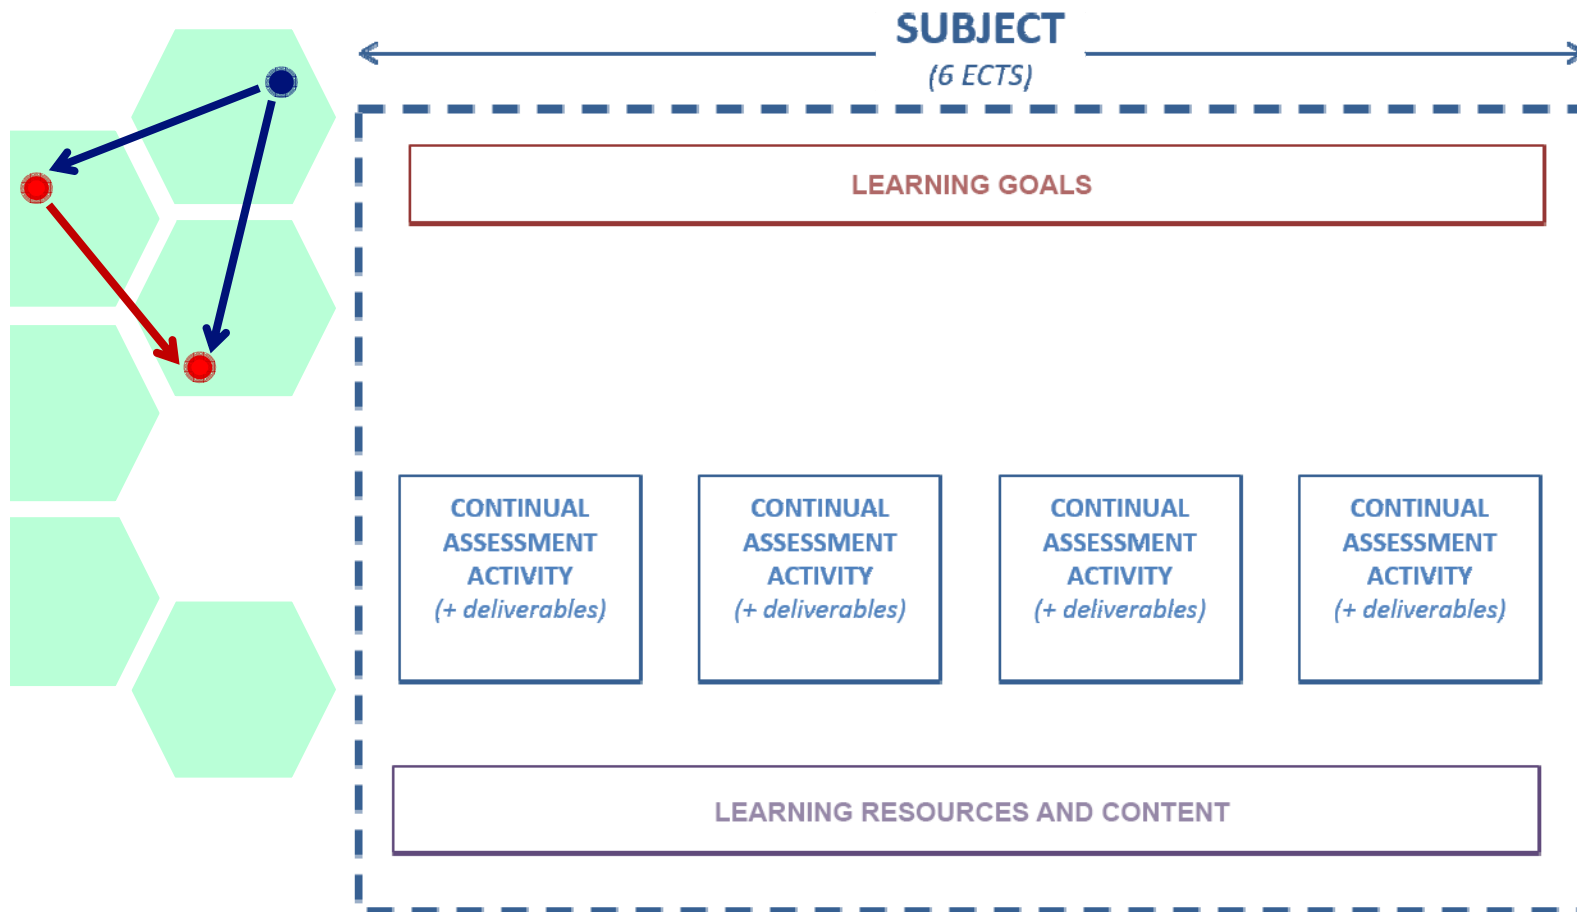 SUBJECT
(6 ECTS)
LEARNING GOALS
CONTINUAL
ASSESSMENT
ACTIVITY
(+ deliverables)
CONTINUAL
ASSESSMENT
ACTIVITY
(+ deliverables)
CONTINUAL
ASSESSMENT
ACTIVITY
(+ deliverables)
CONTINUAL
ASSESSMENT
ACTIVITY
(+ deliverables)
LEARNING RESOURCES AND CONTENT